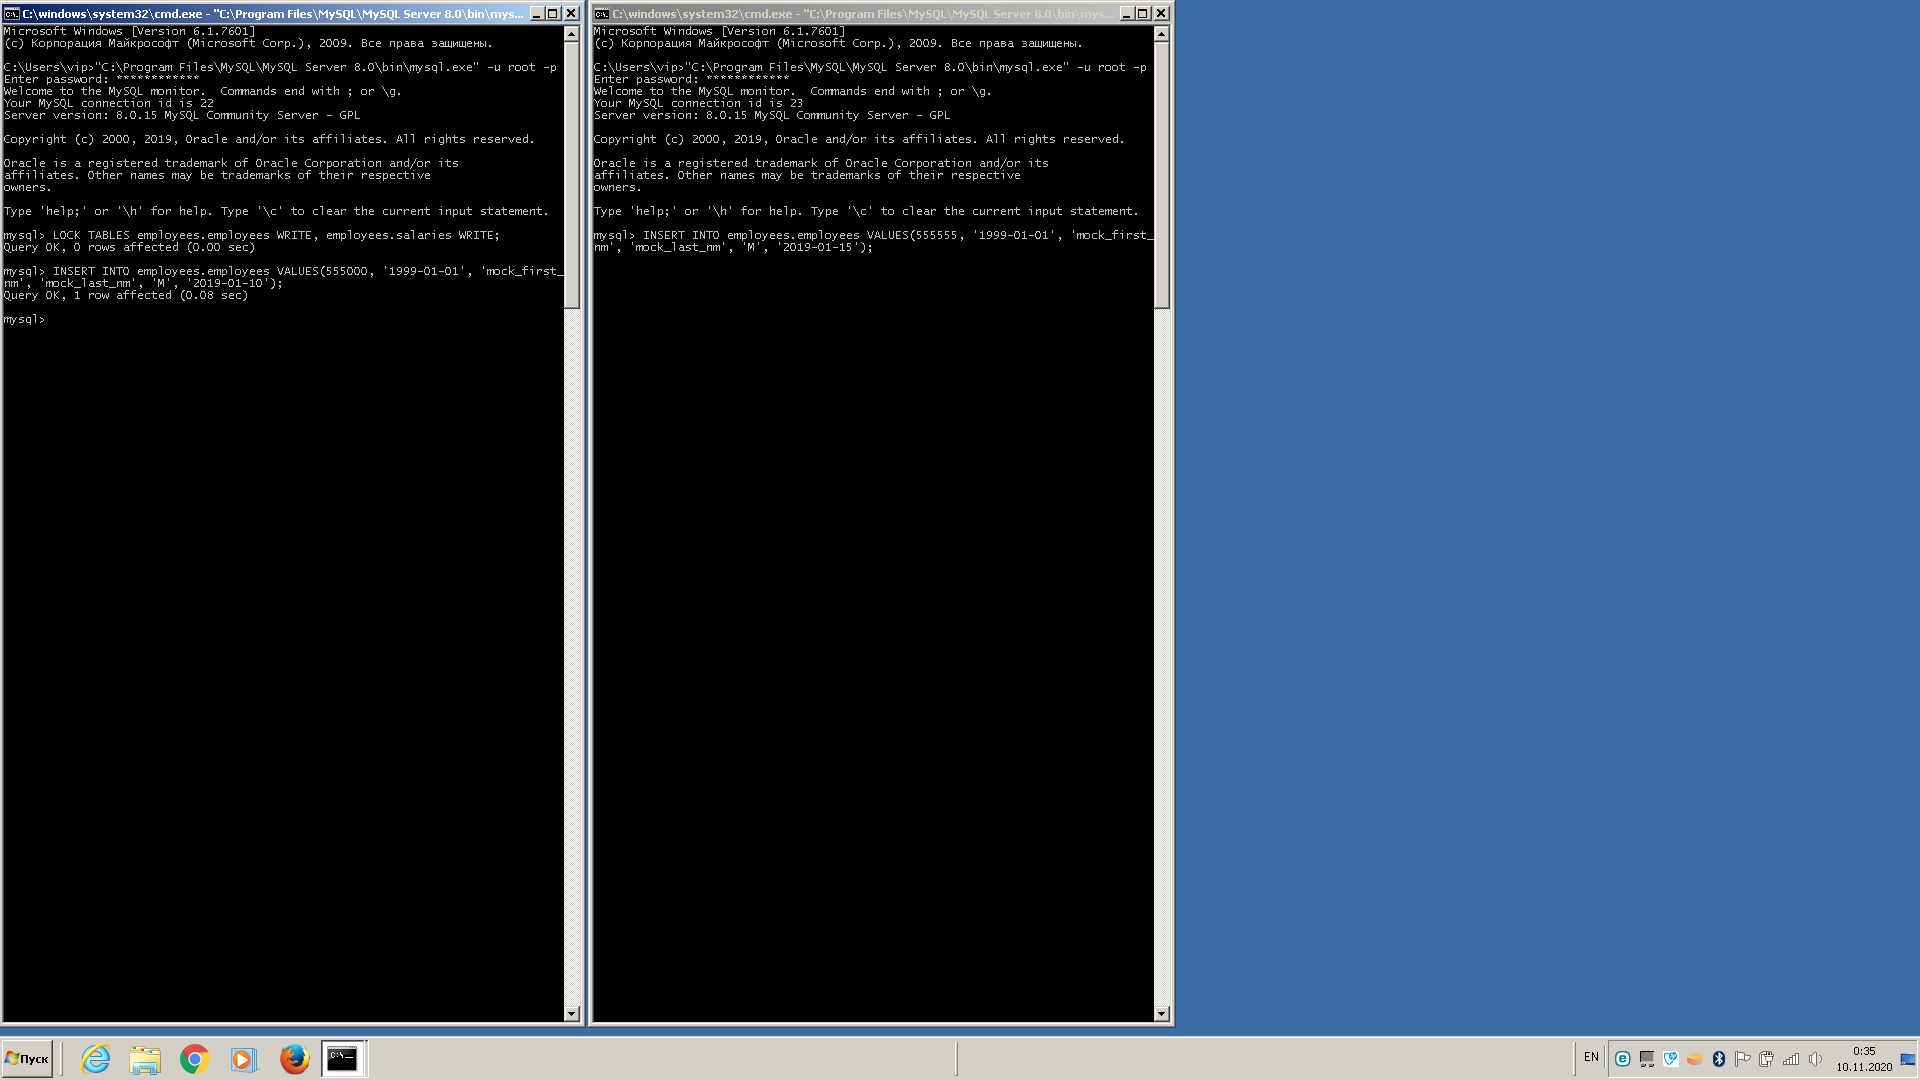 C:\windows\system32\cmd.exe - "C:\Program Files\MySQL\MySQL Server 8.0\bin\mys...
Microsoft Windows [Version 6.1.7601]
(c) Корпорация Майкрософт (Microsoft Corp.), 2009. Все права защищены.
C:\Users\vip>"C:\Program Files\MySQL\MySQL Server 8.0\bin\mysql.exe" -u root -p
Enter password: ************
Welcome to the MySQL monitor.  Commands end with ; or \g.
Your MySQL connection id is 22
Server version: 8.0.15 MySQL Community Server - GPL
Copyright (c) 2000, 2019, Oracle and/or its affiliates. All rights reserved.
Oracle is a registered trademark of Oracle Corporation and/or its
affiliates. Other names may be trademarks of their respective
owners.
Type 'help;' or '\h' for help. Type '\c' to clear the current input statement.
mysql> LOCK TABLES employees.employees WRITE, employees.salaries WRITE;
Query OK, 0 rows affected (0.00 sec)
mysql> INSERT INTO employees.employees VALUES(555000, '1999-01-01', 'mock_first_
nm', 'mock_last_nm', 'M', '2019-01-10');
Query OK, 1 row affected (0.08 sec)
mysql>
C:\windows\system32\cmd.exe - "C:\Program Files\MySQL\MySQL Server 8.0\bin\mys...
Microsoft Windows [Version 6.1.7601]
(c) Корпорация Майкрософт (Microsoft Corp.), 2009. Все права защищены.
C:\Users\vip>"C:\Program Files\MySQL\MySQL Server 8.0\bin\mysql.exe" -u root -p
Enter password: ************
Welcome to the MySQL monitor.  Commands end with ; or \g.
Your MySQL connection id is 23
Server version: 8.0.15 MySQL Community Server - GPL
Copyright (c) 2000, 2019, Oracle and/or its affiliates. All rights reserved.
Oracle is a registered trademark of Oracle Corporation and/or its
affiliates. Other names may be trademarks of their respective
owners.
Type 'help;' or '\h' for help. Type '\c' to clear the current input statement.
mysql> INSERT INTO employees.employees VALUES(555555, '1999-01-01', 'mock_first_
nm', 'mock_last_nm', 'M', '2019-01-15');
Пуск
EN
0:35
10.11.2020